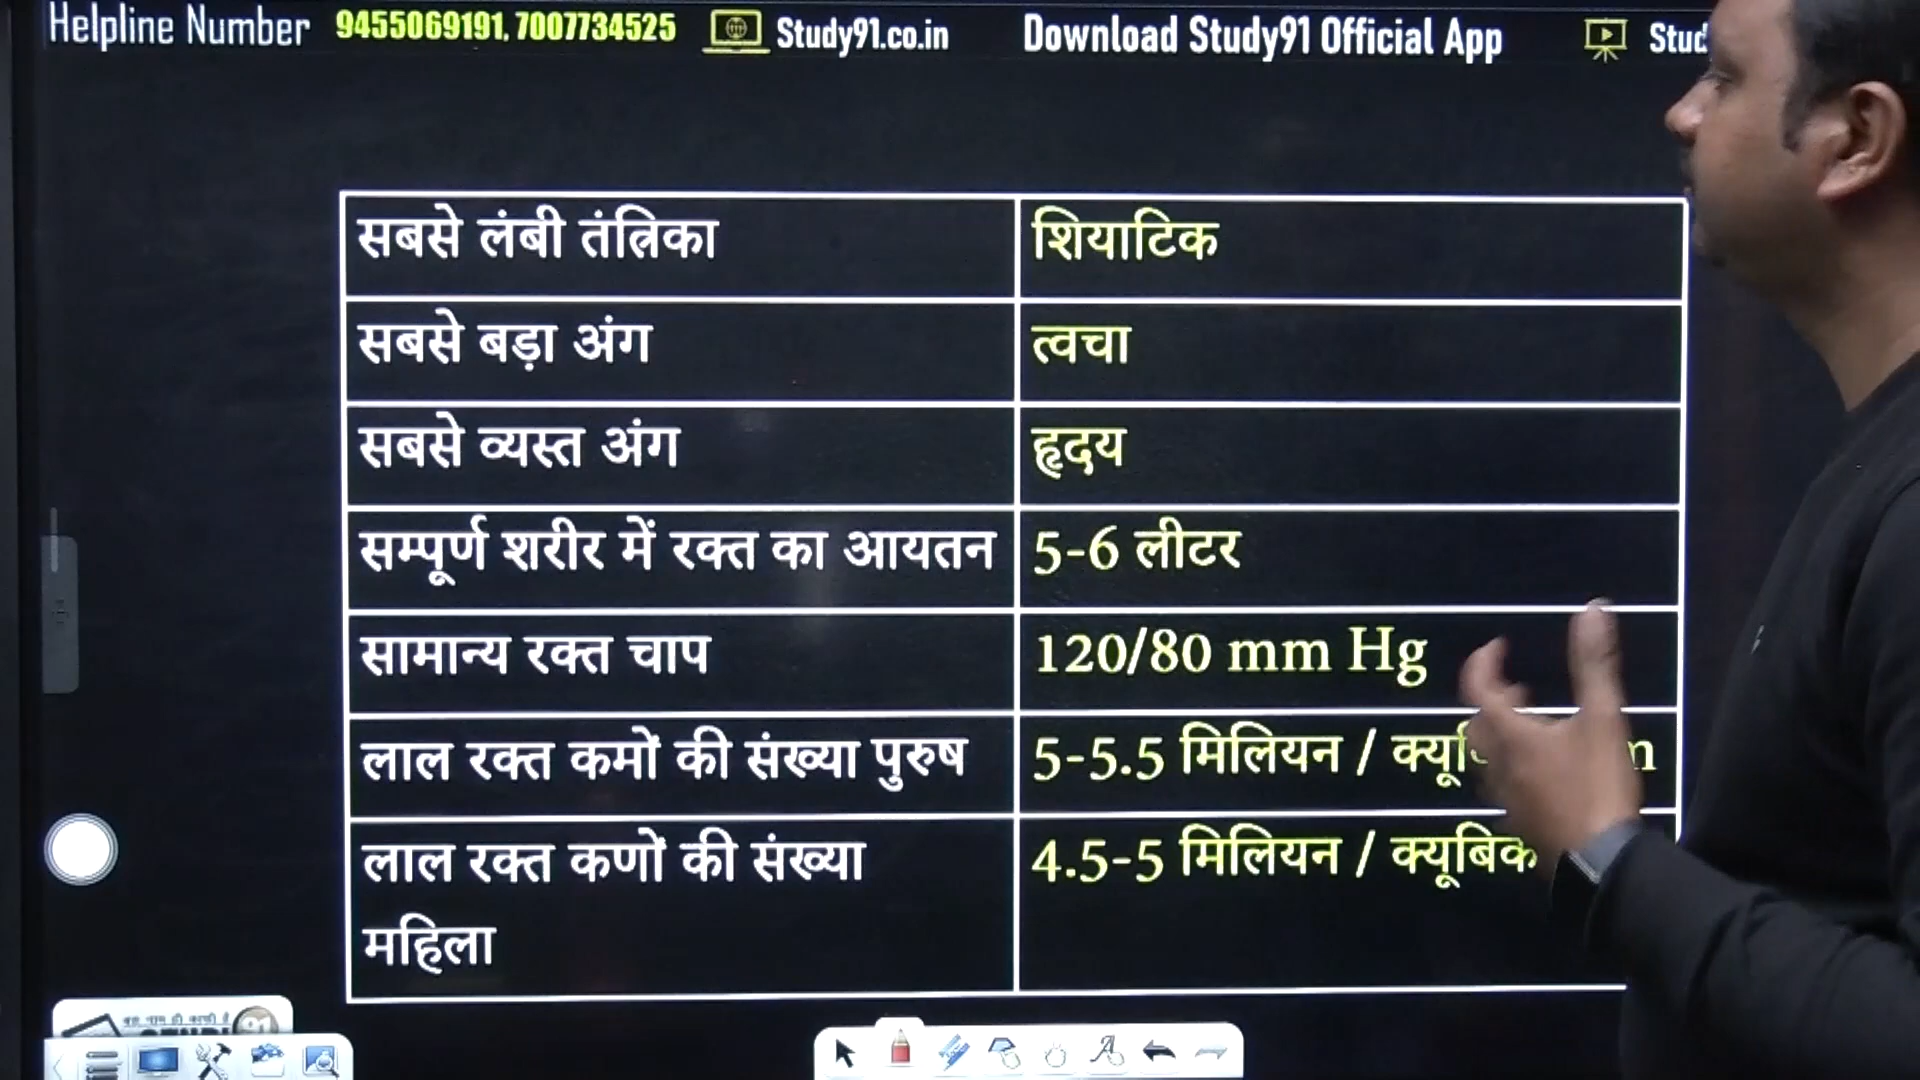 Helpline Number 9455069191, 7007734525 Study91.co.in Download Study91 Official App
सबसे लंबी तंत्रिका शियाटिक
सबसे बड़ा अंग त्वचा
सबसे व्यस्त अंग हृदय
सम्पूर्ण शरीर में रक्त का आयतन 5-6 लीटर
सामान्य रक्त चाप 120/80 mm Hg
लाल रक्त कमों की संख्या पुरुष 5-5.5 मिलियन /
लाल रक्त कणों की संख्या 4.5-5 मिलियन / क्यूबिक
महिला
91